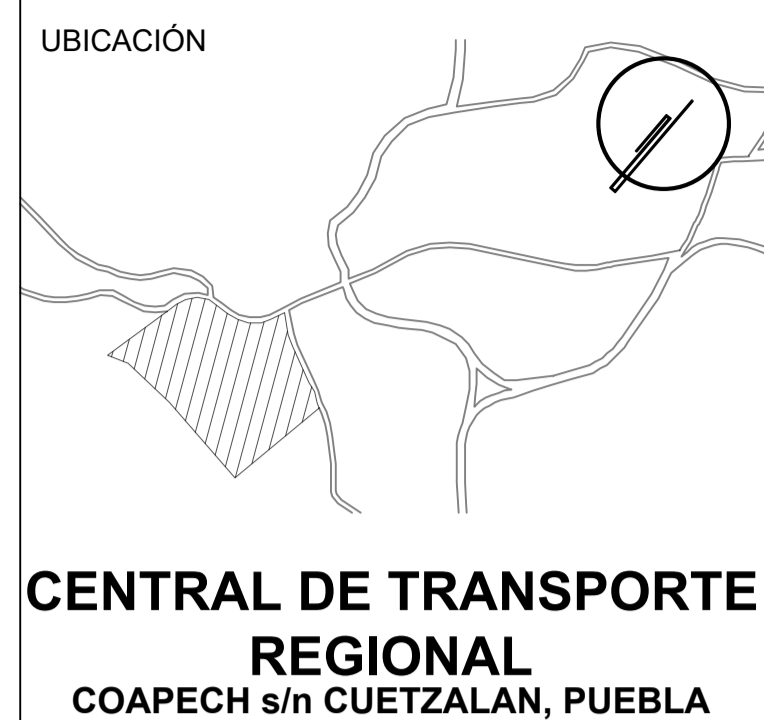 UBICACIÓN
CENTRAL DE TRANSPORTE
REGIONAL
COAPECH s/n CUETZALAN, PUEBLA